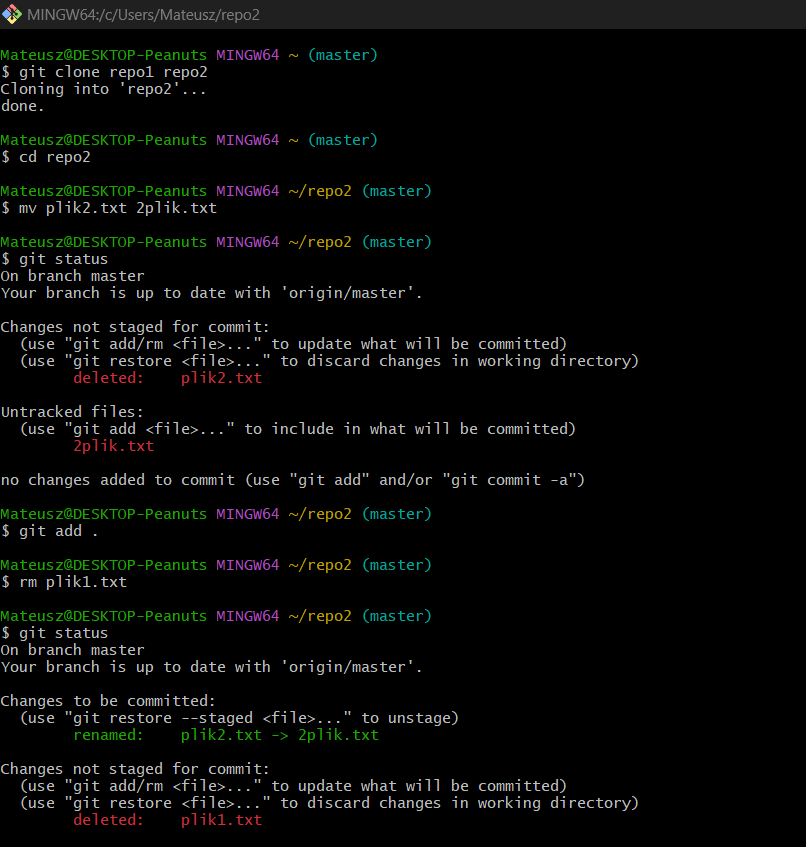 MINGW64:/c/Users/Mateusz/repo2
Mateusz@DESKTOP-Peanuts MINGW64 ~ (master)
$ git clone repo1 repo2
Cloning into 'repo2'...
done.
Mateusz@DESKTOP-Peanuts MINGW64 ~ (master)
$ cd repo2
Mateusz@DESKTOP-Peanuts MINGW64 ~/repo2 (master)
$ mv plik2.txt 2plik.txt
Mateusz@DESKTOP-Peanuts MINGW64 ~/repo2 (master)
$ git status
On branch master
Your branch is up to date with 'origin/master'.
Changes not staged for commit:
  (use "git add/rm <file>..." to update what will be committed)
  (use "git restore <file>..." to discard changes in working directory)
        deleted:    plik2.txt
Untracked files:
  (use "git add <file>..." to include in what will be committed)
        2plik.txt
no changes added to commit (use "git add" and/or "git commit -a")
Mateusz@DESKTOP-Peanuts MINGW64 ~/repo2 (master)
$ git add .
Mateusz@DESKTOP-Peanuts MINGW64 ~/repo2 (master)
$ rm plik1.txt
Mateusz@DESKTOP-Peanuts MINGW64 ~/repo2 (master)
$ git status
On branch master
Your branch is up to date with 'origin/master'.
Changes to be committed:
  (use "git restore --staged <file>..." to unstage)
        renamed:    plik2.txt -> 2plik.txt
Changes not staged for commit:
  (use "git add/rm <file>..." to update what will be committed)
  (use "git restore <file>..." to discard changes in working directory)
        deleted:    plik1.txt